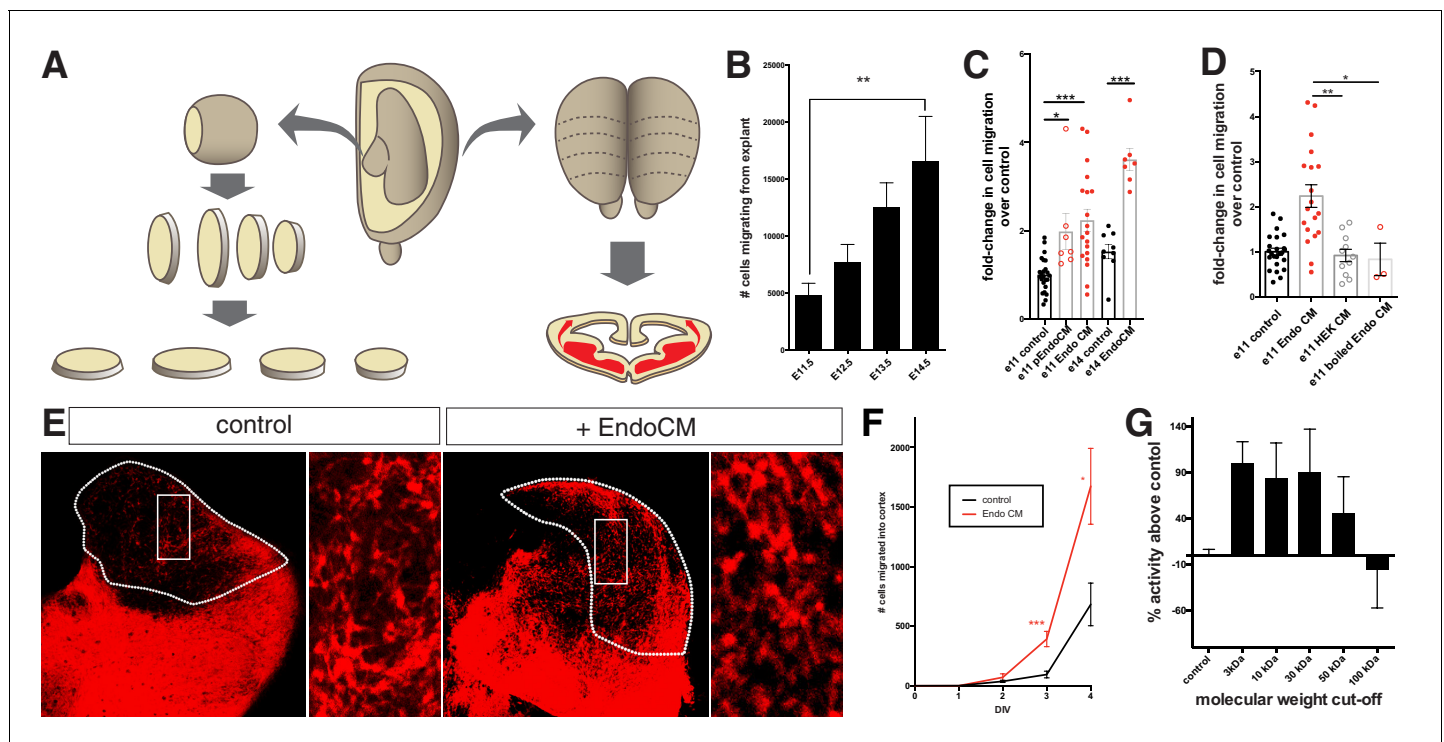 A
B
# cells migrating from explant
25000
20000
15000
10000
5000
0
**
E11.5
E12.5
E13.5
E14.5
C
fold-change in cell migration
over control
6
4
2
0
***
*
***
e11 control
e11 pEndoCM
e11 Endo CM
e14 control
e14 EndoCM
D
fold-change in cell migration
over control
5
4
3
2
1
0
*
**
e11 control
e11 Endo CM
e11 HEK CM
e11 boiled Endo CM
E
control
+ EndoCM
F
# cells migrated into cortex
2000
1500
1000
500
0
control
Endo CM
***
*
0 1 2 3 4
DIV
G
% activity above contol
140
90
40
-10
-60
control
3kDa
10 kDa
30 kDa
50 kDa
100 kDa
molecular weight cut-off